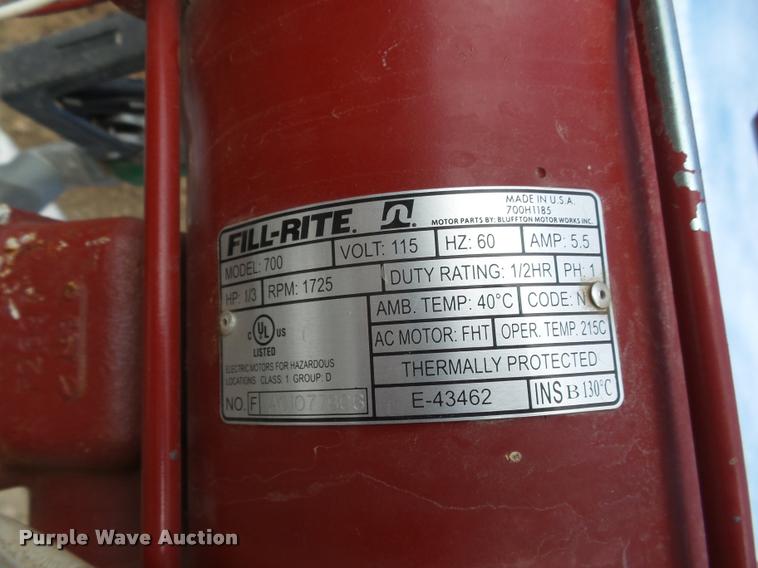 FILL-RITE.
MADE IN U.S.A.
700H1185
MOTOR PARTS BY: BLUFFTON MOTOR WORKS INC.
MODEL: 700 VOLT: 115 HZ: 60 AMP: 5.5
HP: 1/3 RPM: 1725 DUTY RATING: 1/2HR PH: 1
AMB. TEMP: 40°C CODE: N
C UL US
LISTED
AC MOTOR: FHT OPER. TEMP. 215C
ELECTRIC MOTORS FOR HAZARDOUS
LOCATIONS CLASS: 1 GROUP: D
THERMALLY PROTECTED
NO. F
E-43462 INS B 130°C
Purple Wave Auction